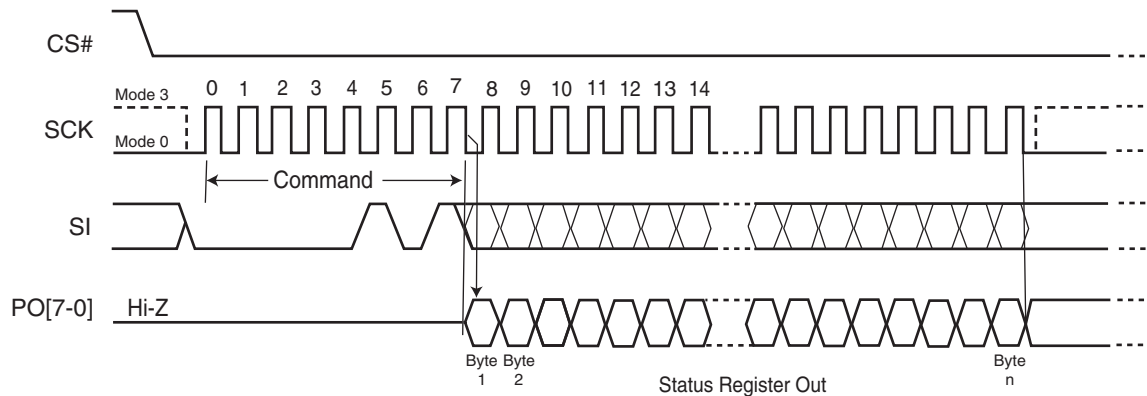 CS#
0 1 2 3 4 5 6 7 8 9 10 11 12 13 14
Mode 3
SCK
Mode 0
Command
SI
PO[7-0]
Hi-Z
Byte
1
Byte
2
Byte
n
Status Register Out